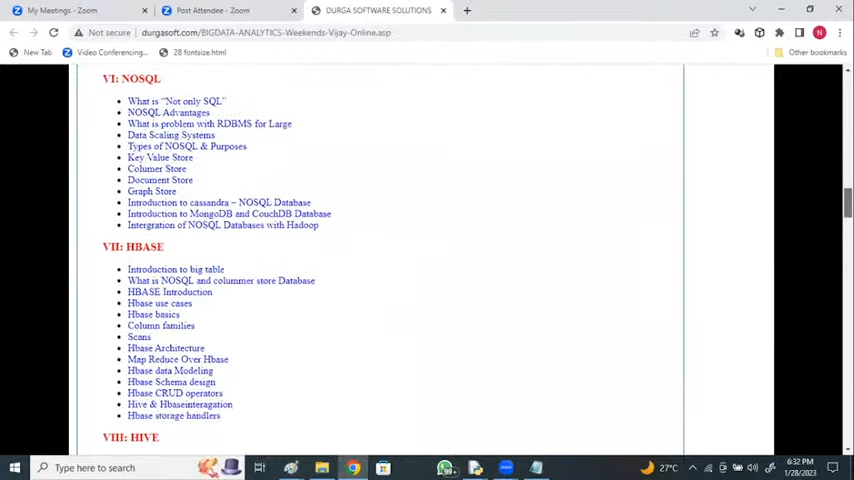 My Meetings - Zoom
Post Attendee - Zoom
DURGA SOFTWARE SOLUTIONS
Not secure | durgasoft.com/BIGDATA-ANALYTICS-Weekends-Vijay-Online.asp
N
New Tab
Video Conferencing,...
28 fontsize.html
Other bookmarks
VI: NOSQL
What is "Not only SQL"
NOSQL Advantages
What is problem with RDBMS for Large
Data Scaling Systems
Types of NOSQL & Purposes
Key Value Store
Columer Store
Document Store
Graph Store
Introduction to cassandra – NOSQL Database
Introduction to MongoDB and CouchDB Database
Intergration of NOSQL Databases with Hadoop
VII: HBASE
Introduction to big table
What is NOSQL and colummer store Database
HBASE Introduction
Hbase use cases
Hbase basics
Column families
Scans
Hbase Architecture
Map Reduce Over Hbase
Hbase data Modeling
Hbase Schema design
Hbase CRUD operators
Hive & Hbaseinteragation
Hbase storage handlers
VIII: HIVE
Type here to search
99+
27°C
6:32 PM
1/28/2023